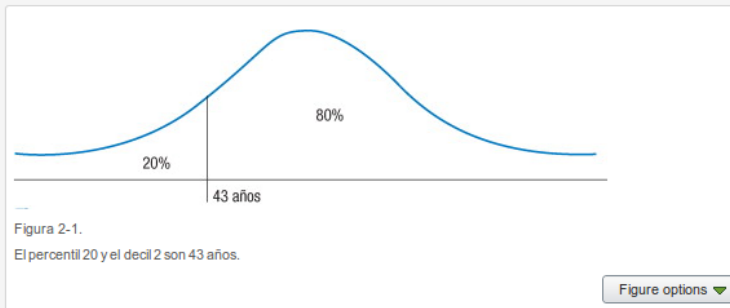 80%
20%
43 años
Figura 2-1.
El percentil 20 y el decil 2 son 43 años.
Figure options